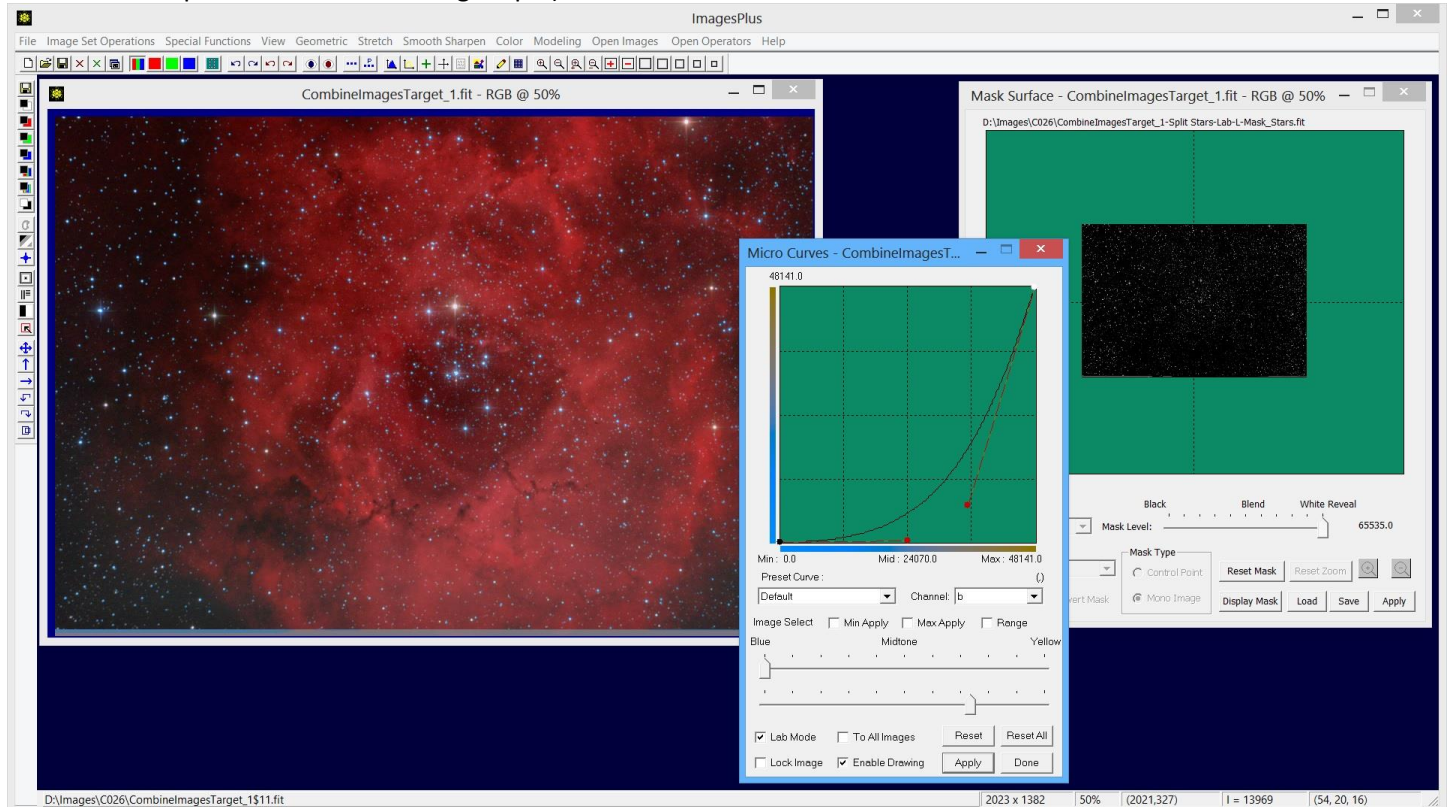 ImagesPlus
File Image Set Operations Special Functions View Geometric Stretch Smooth Sharpen Color Modeling Open Images Open Operators Help
CombineImagesTarget_1.fit - RGB @ 50%
Mask Surface - CombineImagesTarget_1.fit - RGB @ 50%
D:\Images\C026\CombineImagesTarget_1-Split Stars-Lab-L-Mask_Stars.fit
Micro Curves - CombineImagesT...
48141.0
Min : 0.0 Mid : 24070.0 Max : 48141.0
Preset Curve : (,)
Default Channel: b
Image Select Min Apply Max Apply Range
Blue Midtone Yellow
Lab Mode To All Images Reset Reset All
Lock Image Enable Drawing Apply Done
Black Blend White Reveal
Mask Level: 65535.0
Mask Type
Control Point Reset Mask Reset Zoom
Mask Mono Image Display Mask Load Save Apply
D:\Images\C026\CombineImagesTarget_1$11.fit 2023 x 1382 50% (2021,327) I = 13969 (54, 20, 16)